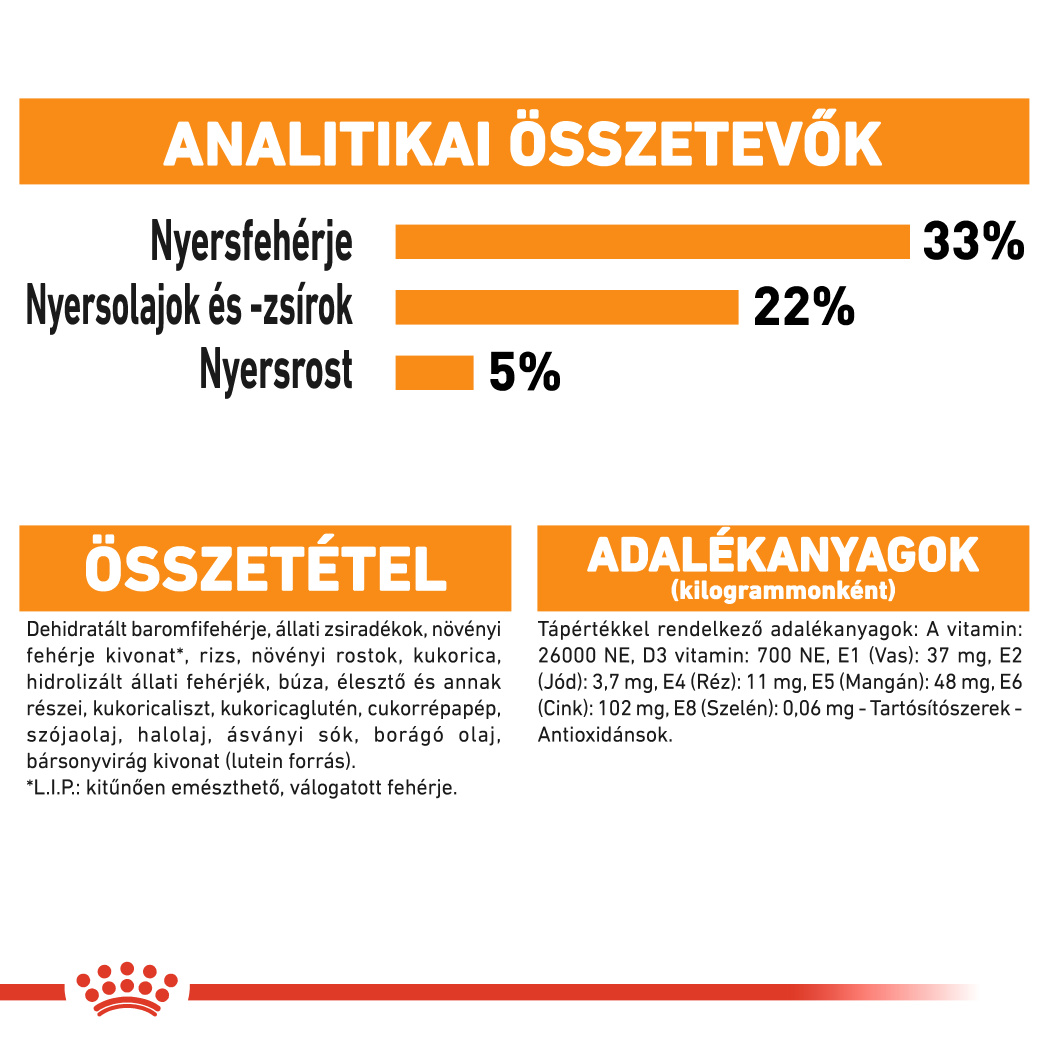 ANALITIKAI ÖSSZETEVŐK
Nyersfehérje 33%
Nyersolajok és -zsírok 22%
Nyersrost 5%
ÖSSZETÉTEL
Dehidratált baromfifehérje, állati zsiradékok, növényi
fehérje kivonat*, rizs, növényi rostok, kukorica,
hidrolizált állati fehérjék, búza, élesztő és annak
részei, kukoricaliszt, kukoricaglutén, cukorrépapép,
szójaolaj, halolaj, ásványi sók, borágó olaj,
bársonyvirág kivonat (lutein forrás).
*L.I.P.: kitűnően emészthető, válogatott fehérje.
ADALÉKANYAGOK
(kilogrammonként)
Tápértékkel rendelkező adalékanyagok: A vitamin:
26000 NE, D3 vitamin: 700 NE, E1 (Vas): 37 mg, E2
(Jód): 3,7 mg, E4 (Réz): 11 mg, E5 (Mangán): 48 mg, E6
(Cink): 102 mg, E8 (Szelén): 0,06 mg - Tartósítószerek -
Antioxidánsok.